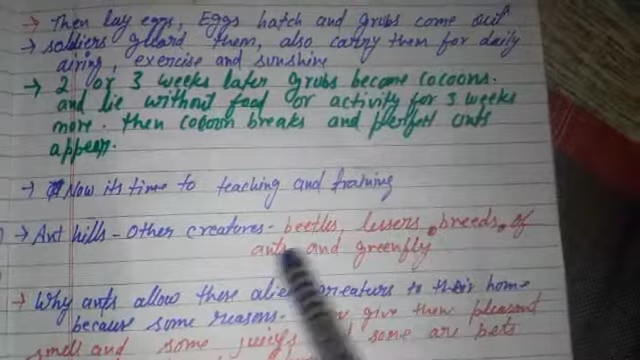 → Then lay eggs, Eggs hatch and grubs come out
→ soldiers guard them, also carry them for daily
airing, exercise and sunshine
→ 2 or 3 weeks later Grubs become cocoons.
and lie without food or activity for 3 weeks
more. then cocoon breaks and perfect ants
appear.
→ Now its time to teaching and training
→ Ant hills - Other creatures - beetles, lessers breeds of
ants and greenfly
→ Why ants allow these alien creatures to their home
because some reasons. give them pleasant
smell and some juices some are pets